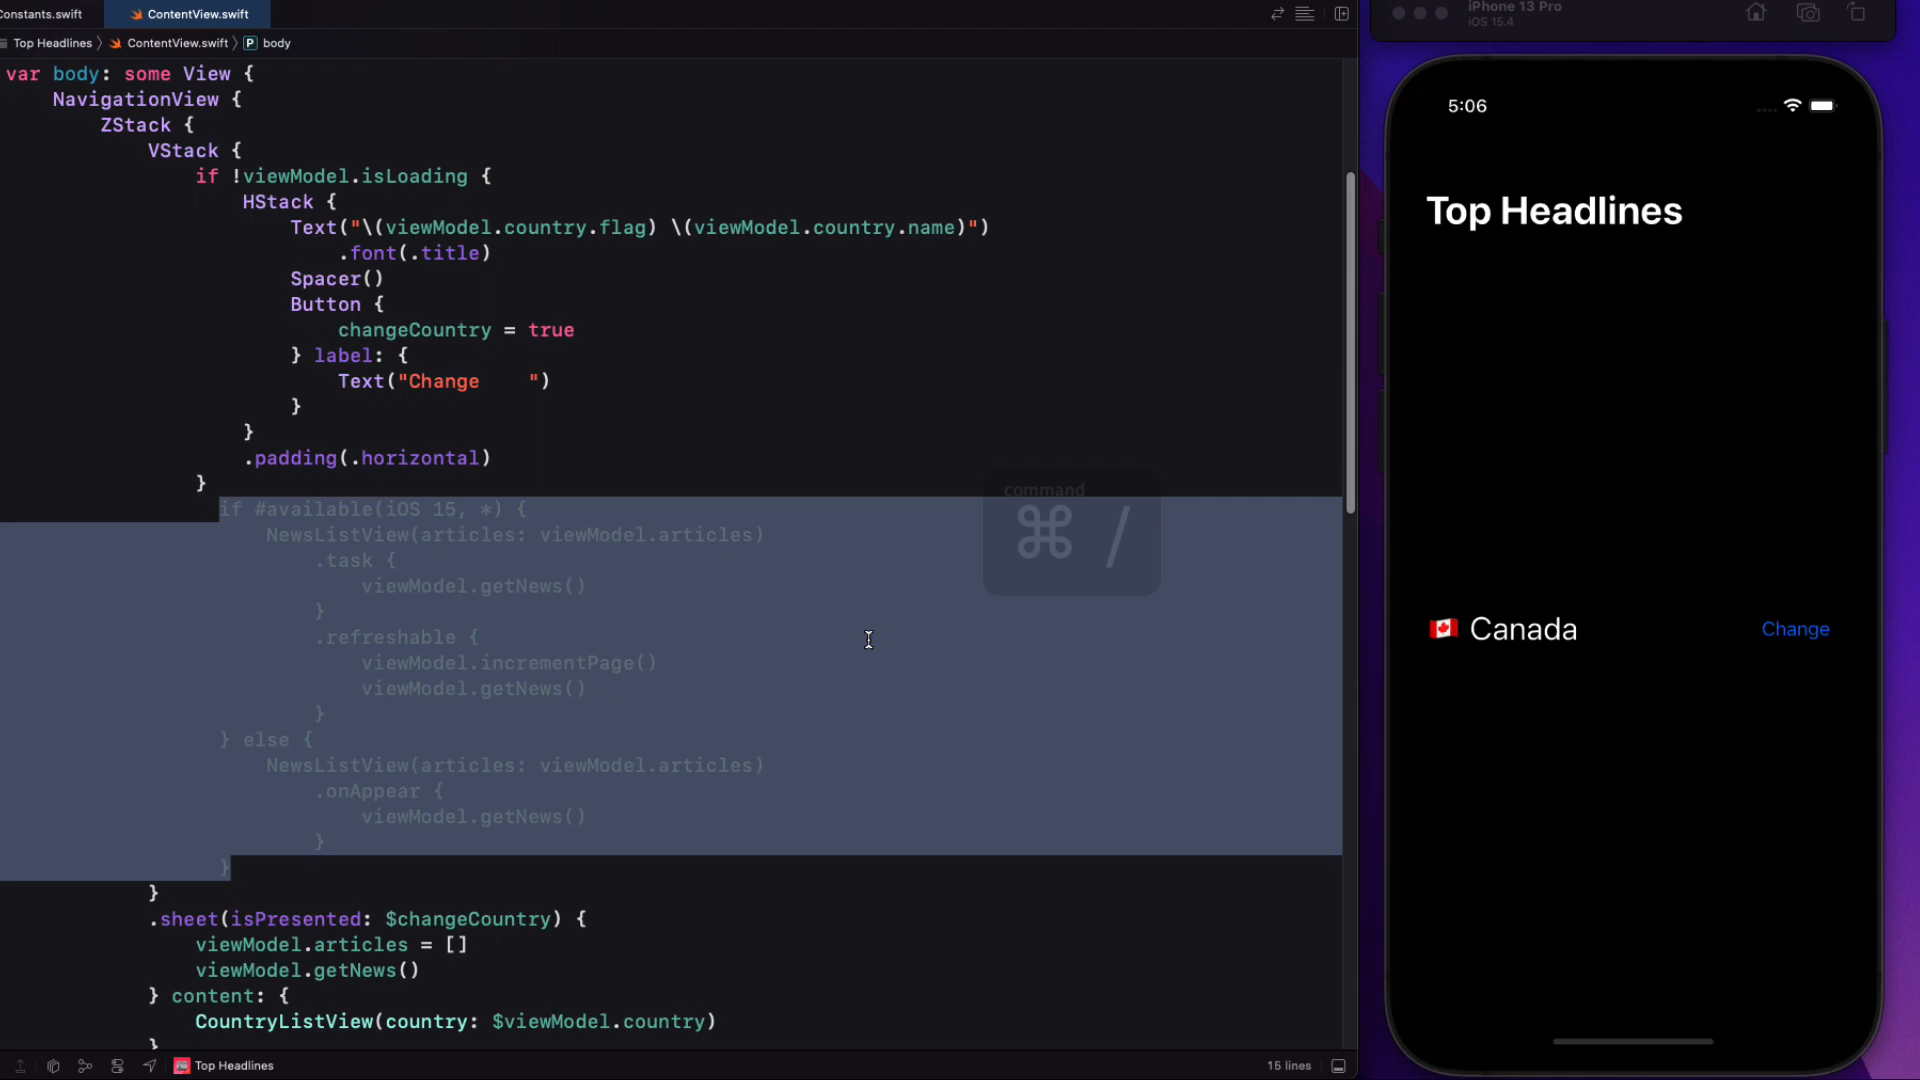 Constants.swift
ContentView.swift
Top Headlines 〉 ContentView.swift 〉 P body
var body: some View {
NavigationView {
ZStack {
VStack {
if !viewModel.isLoading {
HStack {
Text("\(viewModel.country.flag) \(viewModel.country.name)")
.font(.title)
Spacer()
Button {
changeCountry = true
} label: {
Text("Change    ")
}
}
.padding(.horizontal)
}
if #available(iOS 15, *) {
NewsListView(articles: viewModel.articles)
.task {
viewModel.getNews()
}
.refreshable {
viewModel.incrementPage()
viewModel.getNews()
}
} else {
NewsListView(articles: viewModel.articles)
.onAppear {
viewModel.getNews()
}
}
}
.sheet(isPresented: $changeCountry) {
viewModel.articles = []
viewModel.getNews()
} content: {
CountryListView(country: $viewModel.country)
}
command
⌘ /
Top Headlines
15 lines
iPhone 13 Pro
iOS 15.4
5:06
Top Headlines
🇨🇦 Canada
Change